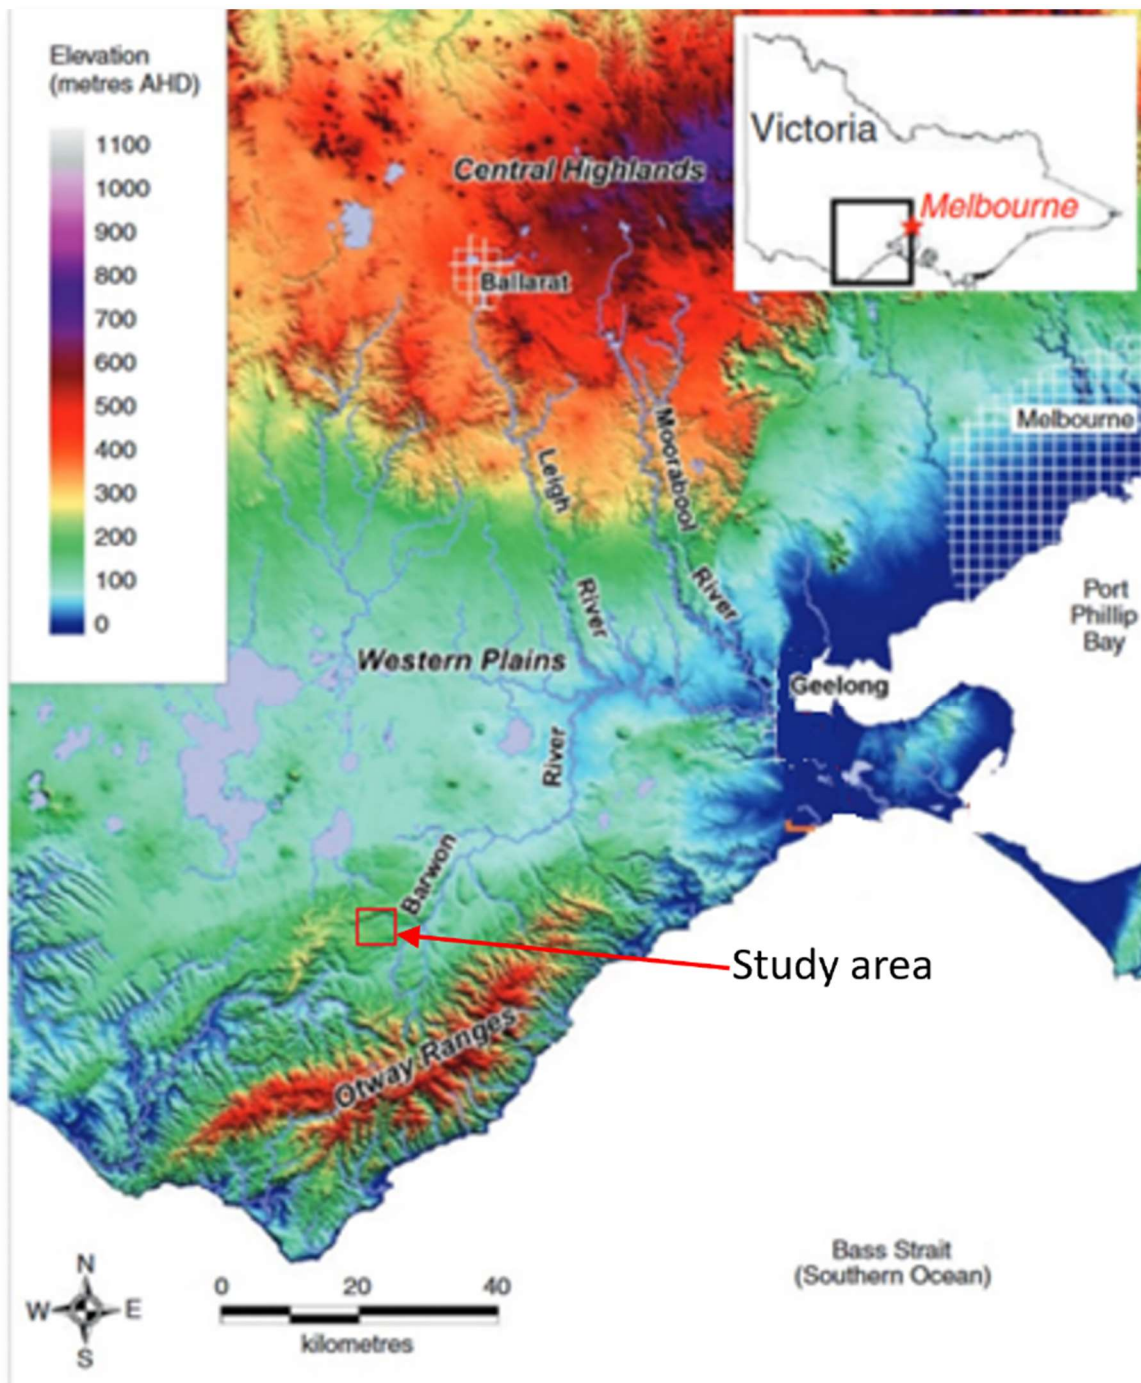 Elevation
(metres AHD)
1100
1000
900
800
700
600
500
400
300
200
100
0
Victoria
Melbourne
Central Highlands
Ballarat
Melbourne
Leigh
River
Moorabool
River
Port
Phillip
Bay
Western Plains
Geelong
River
Barwon
Study area
Otway Ranges
Bass Strait
(Southern Ocean)
N
W E
S
0 20 40
kilometres